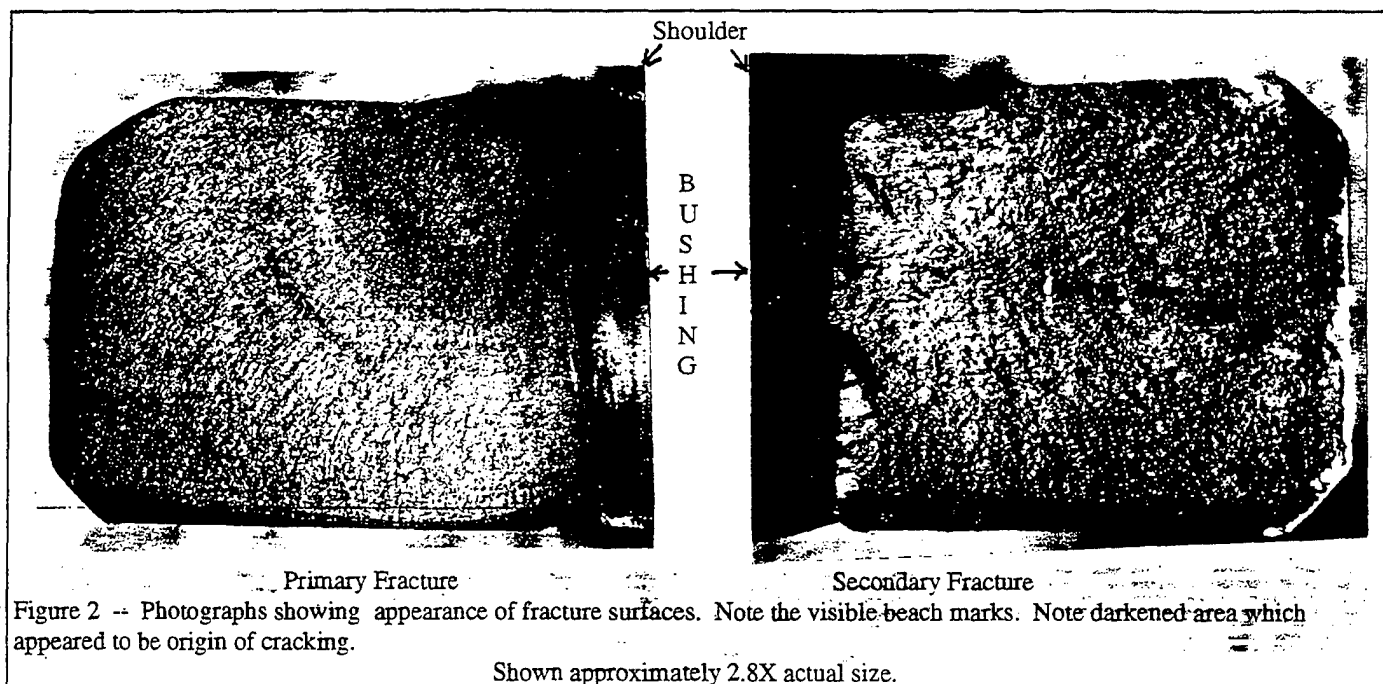 Shoulder
B
U
S
H
I
N
G
Primary Fracture
Secondary Fracture
Figure 2 -- Photographs showing appearance of fracture surfaces. Note the visible beach marks. Note darkened area which
appeared to be origin of cracking.
Shown approximately 2.8X actual size.